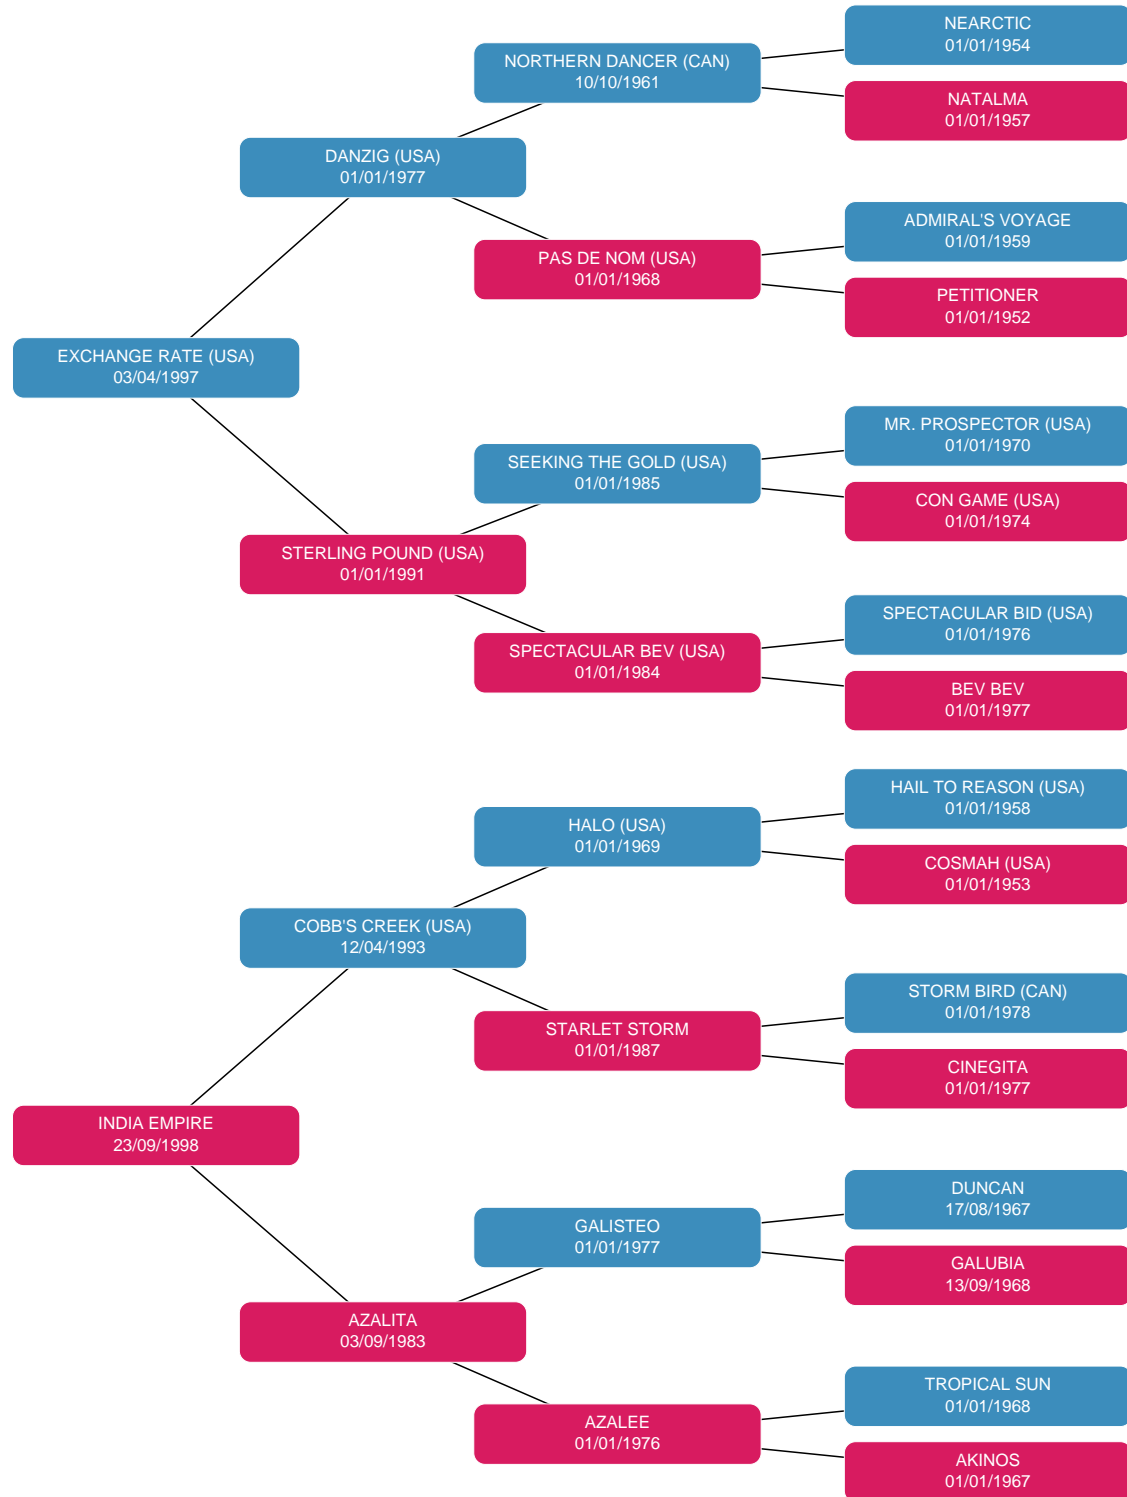 NEARCTIC
01/01/1954
NORTHERN DANCER (CAN)
10/10/1961
NATALMA
01/01/1957
DANZIG (USA)
01/01/1977
ADMIRAL'S VOYAGE
01/01/1959
PAS DE NOM (USA)
01/01/1968
PETITIONER
01/01/1952
EXCHANGE RATE (USA)
03/04/1997
MR. PROSPECTOR (USA)
01/01/1970
SEEKING THE GOLD (USA)
01/01/1985
CON GAME (USA)
01/01/1974
STERLING POUND (USA)
01/01/1991
SPECTACULAR BID (USA)
01/01/1976
SPECTACULAR BEV (USA)
01/01/1984
BEV BEV
01/01/1977
HAIL TO REASON (USA)
01/01/1958
HALO (USA)
01/01/1969
COSMAH (USA)
01/01/1953
COBB'S CREEK (USA)
12/04/1993
STORM BIRD (CAN)
01/01/1978
STARLET STORM
01/01/1987
CINEGITA
01/01/1977
INDIA EMPIRE
23/09/1998
DUNCAN
17/08/1967
GALISTEO
01/01/1977
GALUBIA
13/09/1968
AZALITA
03/09/1983
TROPICAL SUN
01/01/1968
AZALEE
01/01/1976
AKINOS
01/01/1967